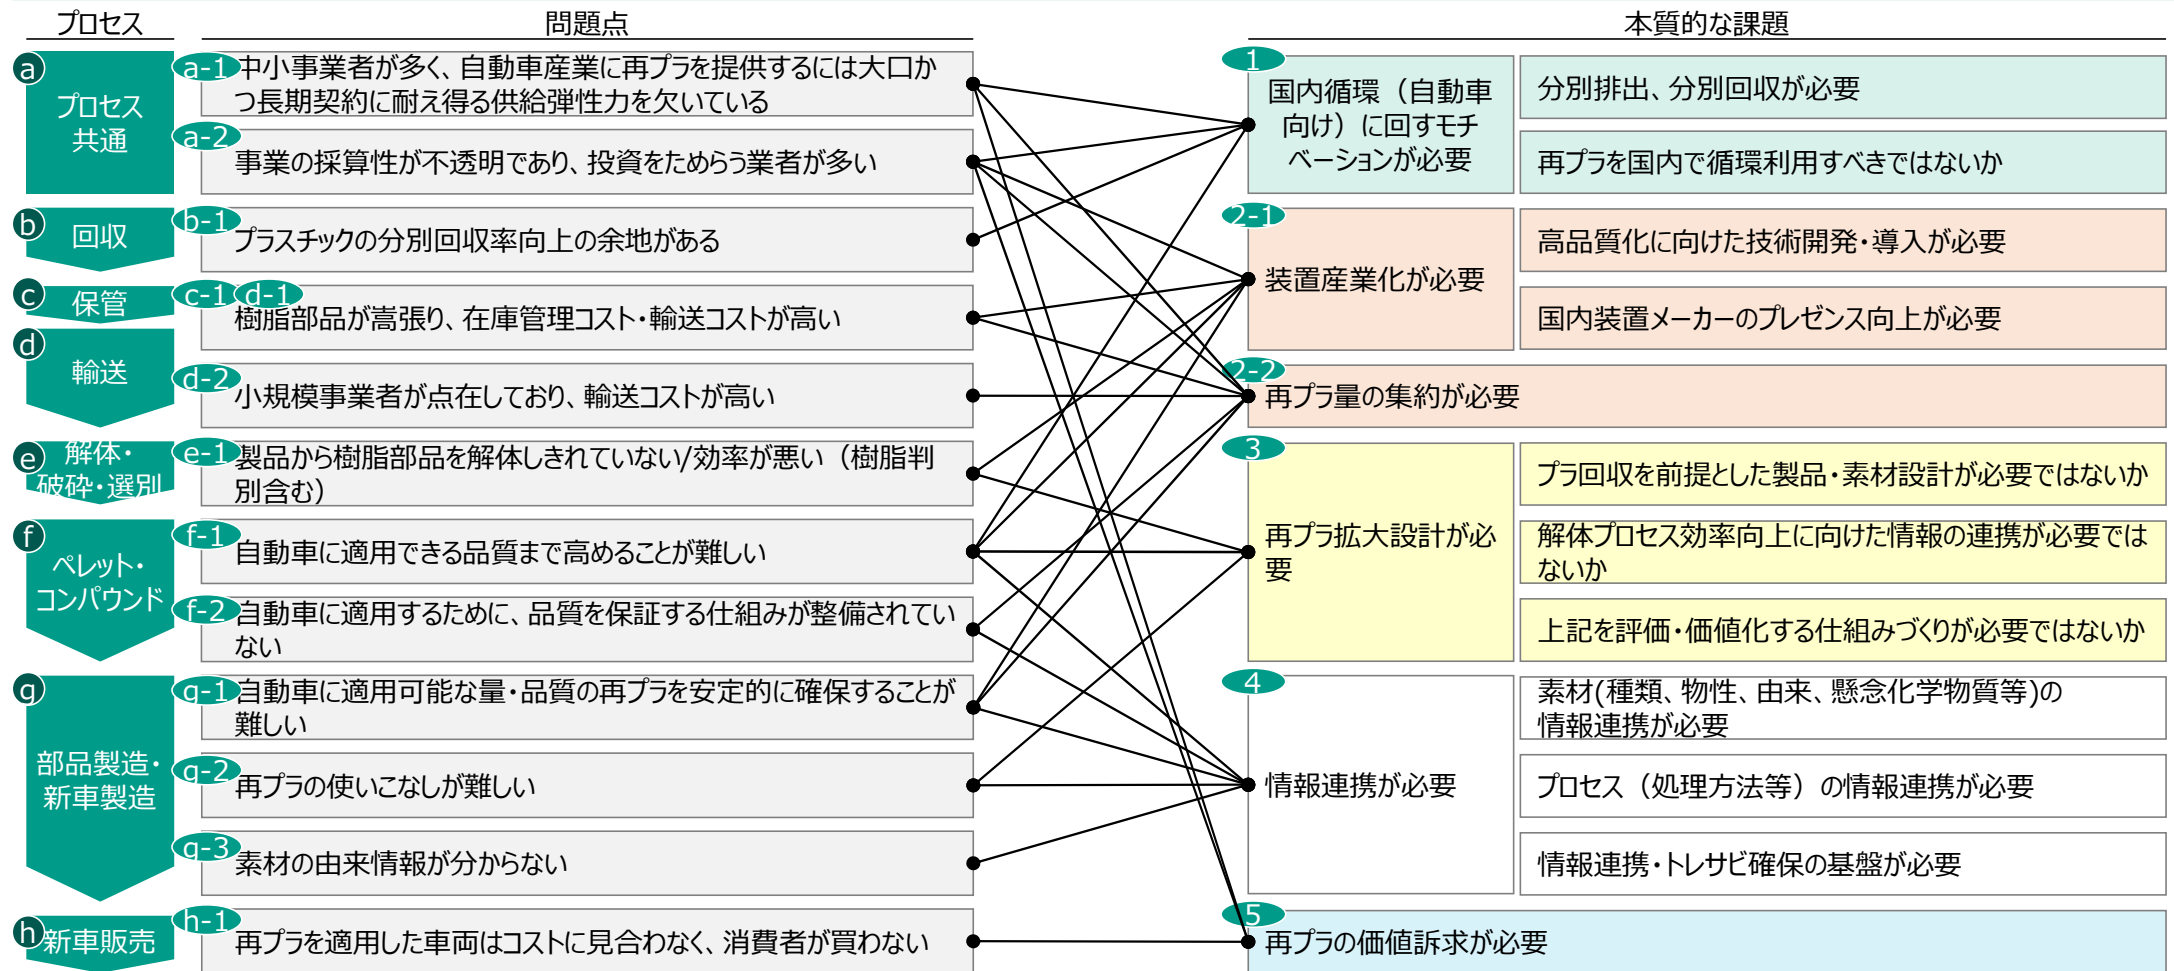 プロセス
問題点
本質的な課題
a
プロセス
共通
a-1
中小事業者が多く、自動車産業に再プラを提供するには大口か
つ長期契約に耐え得る供給弾性力を欠いている
a-2
事業の採算性が不透明であり、投資をためらう業者が多い
b
回収
b-1
プラスチックの分別回収率向上の余地がある
c
保管
c-1
d-1
樹脂部品が嵩張り、在庫管理コスト・輸送コストが高い
d
輸送
d-2
小規模事業者が点在しており、輸送コストが高い
e
解体・
破砕・選別
e-1
製品から樹脂部品を解体しきれていない/効率が悪い（樹脂判
別含む）
f
ペレット・
コンパウンド
f-1
自動車に適用できる品質まで高めることが難しい
f-2
自動車に適用するために、品質を保証する仕組みが整備されてい
ない
g
部品製造・
新車製造
g-1
自動車に適用可能な量・品質の再プラを安定的に確保することが
難しい
g-2
再プラの使いこなしが難しい
g-3
素材の由来情報が分からない
h
新車販売
h-1
再プラを適用した車両はコストに見合わなく、消費者が買わない
1
国内循環（自動車
向け）に回すモチ
ベーションが必要
分別排出、分別回収が必要
再プラを国内で循環利用すべきではないか
2-1
装置産業化が必要
高品質化に向けた技術開発・導入が必要
国内装置メーカーのプレゼンス向上が必要
2-2
再プラ量の集約が必要
3
再プラ拡大設計が必
要
プラ回収を前提とした製品・素材設計が必要ではないか
解体プロセス効率向上に向けた情報の連携が必要では
ないか
上記を評価・価値化する仕組みづくりが必要ではないか
4
情報連携が必要
素材(種類、物性、由来、懸念化学物質等)の
情報連携が必要
プロセス（処理方法等）の情報連携が必要
情報連携・トレサビ確保の基盤が必要
5
再プラの価値訴求が必要